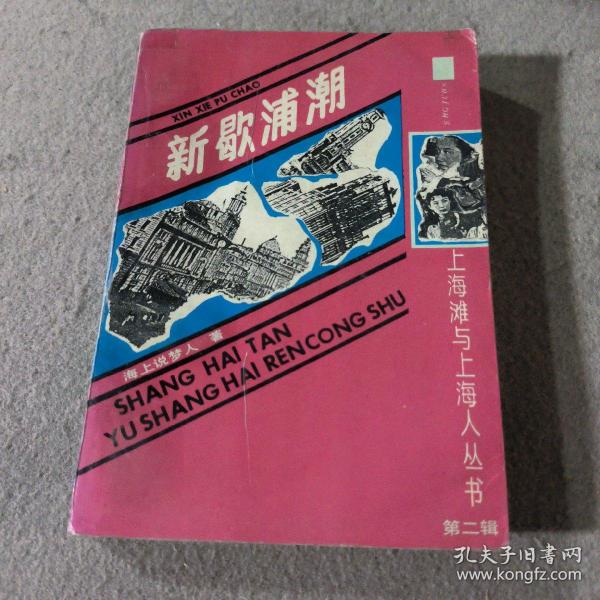 XIN XIE PU CHAO
新歇浦潮
海上说梦人 著
SHANG HAI TAN
YU SHANG HAI RENCONG SHU
上海滩与上海人丛书
第二辑
孔夫子旧书网
www.kongfz.com